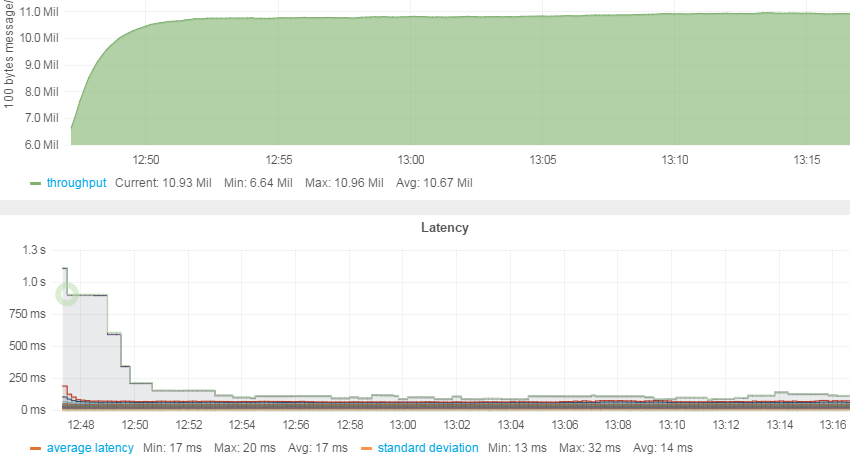 11.0 Mil
10.0 Mil
9.0 Mil
8.0 Mil
7.0 Mil
6.0 Mil
100 bytes message/
12:50 12:55 13:00 13:05 13:10 13:15
throughput Current: 10.93 Mil Min: 6.64 Mil Max: 10.96 Mil Avg: 10.67 Mil
Latency
1.3 s
1.0 s
750 ms
500 ms
250 ms
0 ms
12:48 12:50 12:52 12:54 12:56 12:58 13:00 13:02 13:04 13:06 13:08 13:10 13:12 13:14 13:16
average latency Min: 17 ms Max: 20 ms Avg: 17 ms standard deviation Min: 13 ms Max: 32 ms Avg: 14 ms